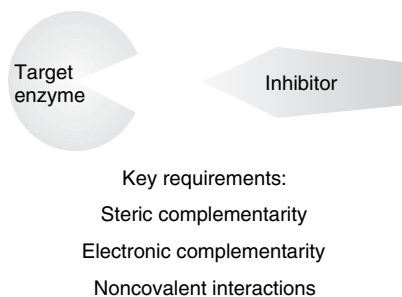 Target
enzyme
Inhibitor
Key requirements:
Steric complementarity
Electronic complementarity
Noncovalent interactions